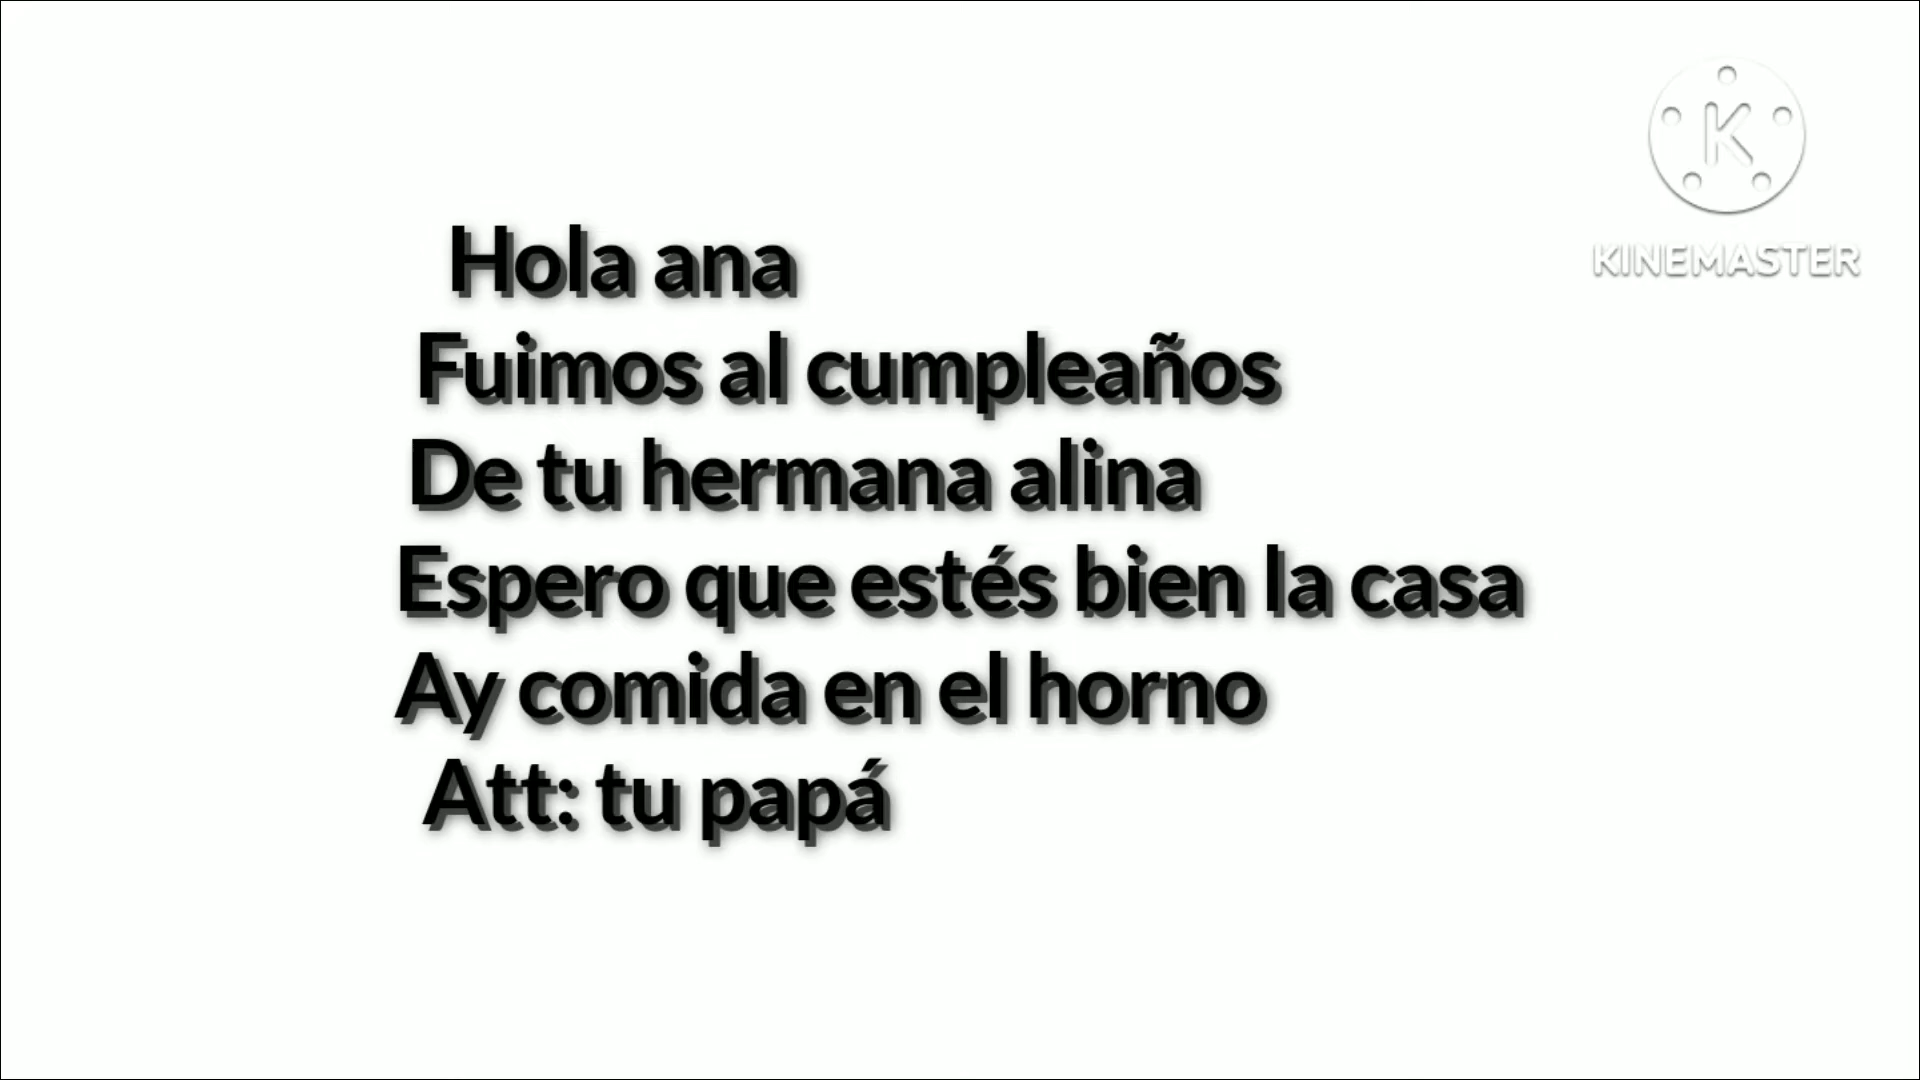 Hola ana
Fuimos al cumpleaños
De tu hermana alina
Espero que estés bien la casa
Ay comida en el horno
Att: tu papá
K
KINEMASTER